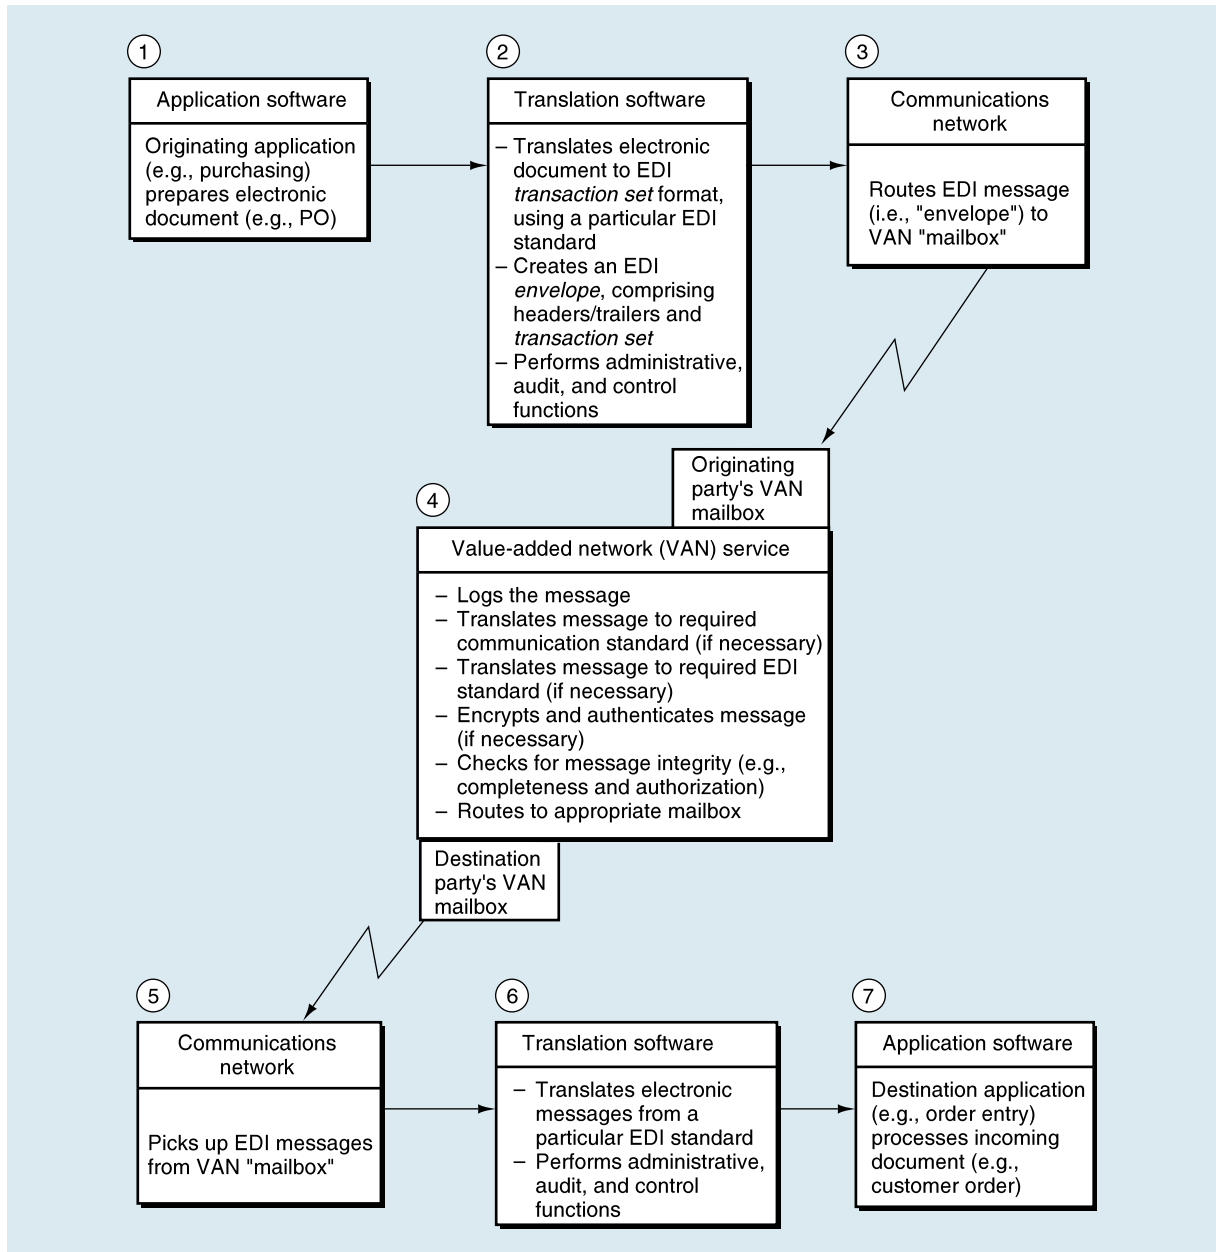 1
Application software
Originating application
(e.g., purchasing)
prepares electronic
document (e.g., PO)
2
Translation software
– Translates electronic
document to EDI
transaction set format,
using a particular EDI
standard
– Creates an EDI
envelope, comprising
headers/trailers and
transaction set
– Performs administrative,
audit, and control
functions
3
Communications
network
Routes EDI message
(i.e., "envelope") to
VAN "mailbox"
Originating
party's VAN
mailbox
4
Value-added network (VAN) service
– Logs the message
– Translates message to required
communication standard (if necessary)
– Translates message to required EDI
standard (if necessary)
– Encrypts and authenticates message
(if necessary)
– Checks for message integrity (e.g.,
completeness and authorization)
– Routes to appropriate mailbox
Destination
party's VAN
mailbox
5
Communications
network
Picks up EDI messages
from VAN "mailbox"
6
Translation software
– Translates electronic
messages from a
particular EDI standard
– Performs administrative,
audit, and control
functions
7
Application software
Destination application
(e.g., order entry)
processes incoming
document (e.g.,
customer order)